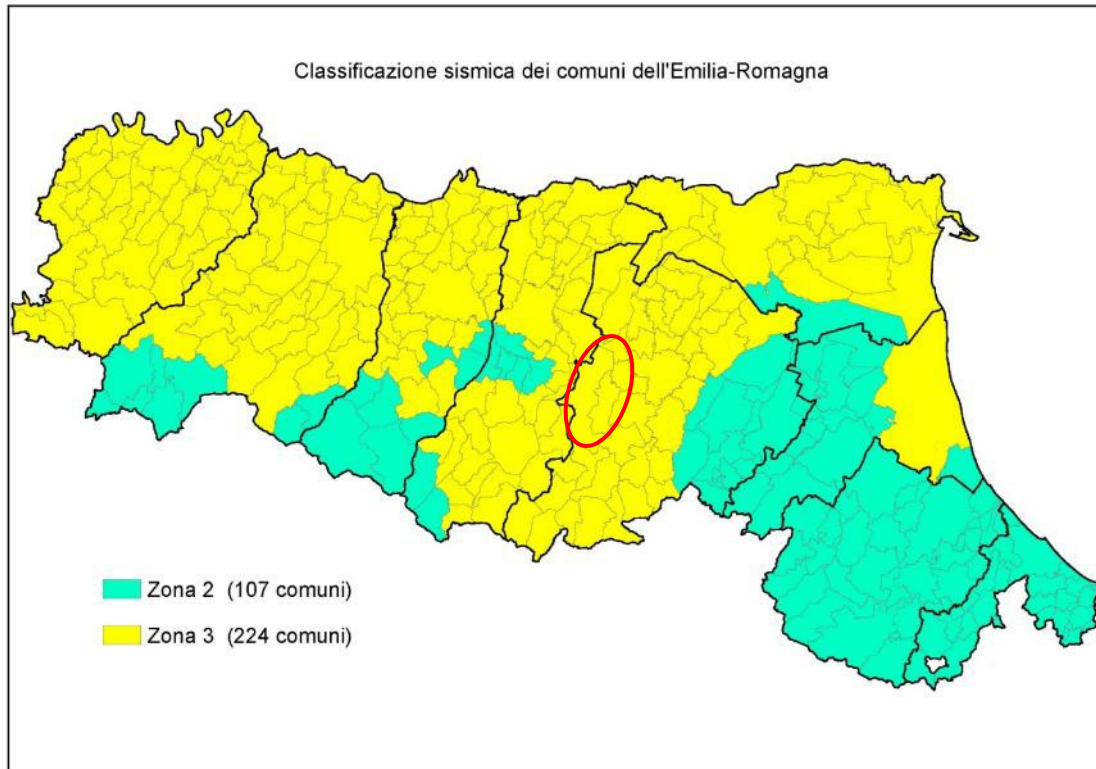 Classificazione sismica dei comuni dell'Emilia-Romagna
Zona 2 (107 comuni)
Zona 3 (224 comuni)